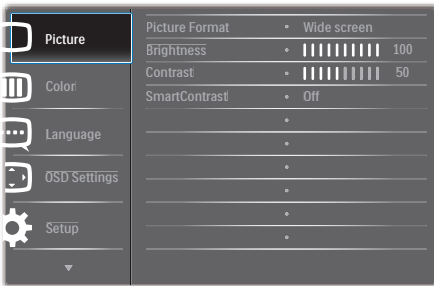 Picture
Color
Language
OSD Settings
Setup
Picture Format • Wide screen
Brightness • 100
Contrast • 50
SmartContrast • Off